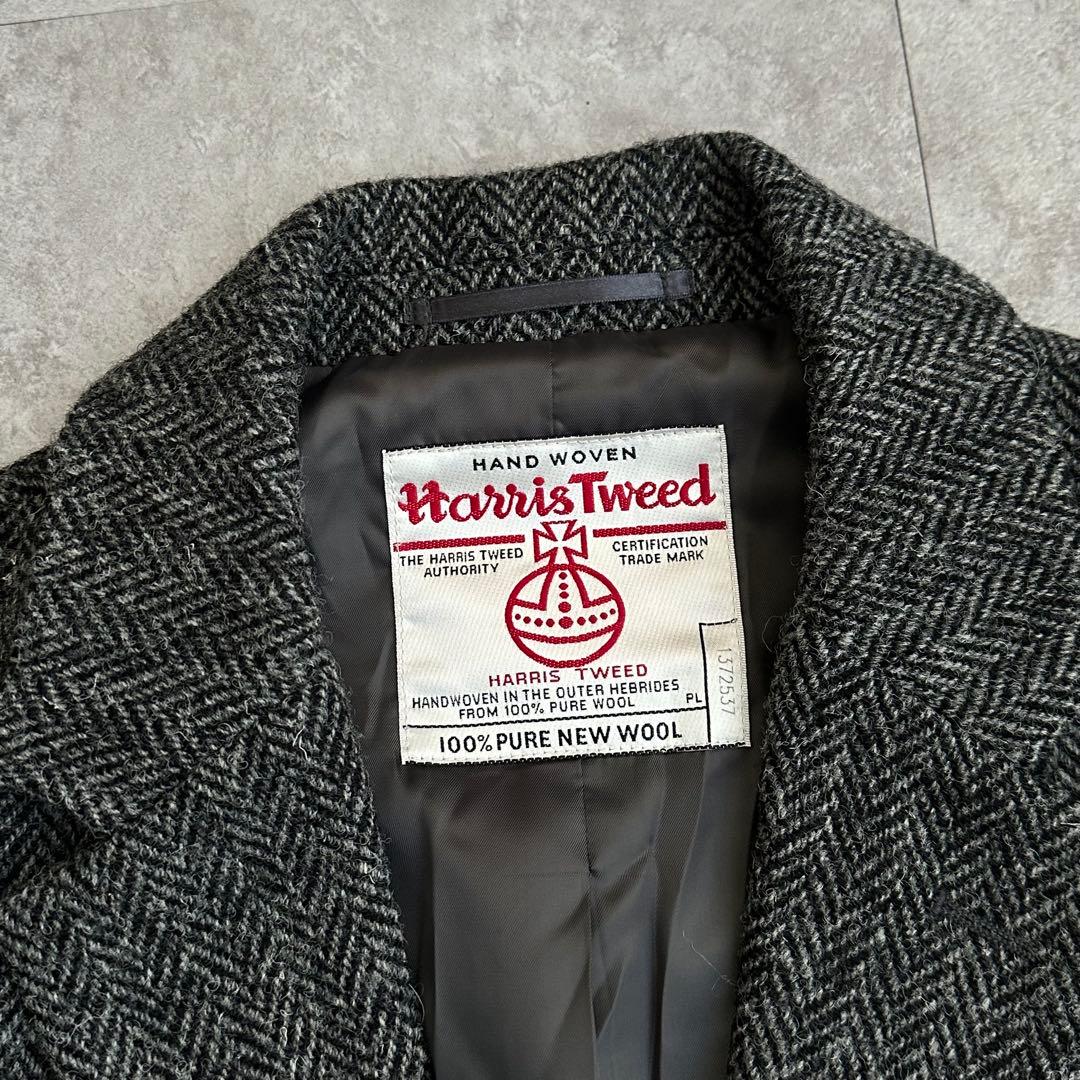 HAND WOVEN
Harris Tweed
THE HARRIS TWEED
AUTHORITY
CERTIFICATION
TRADE MARK
HARRIS TWEED
HANDWOVEN IN THE OUTER HEBRIDES
FROM 100% PURE WOOL
PL
1372537
100% PURE NEW WOOL